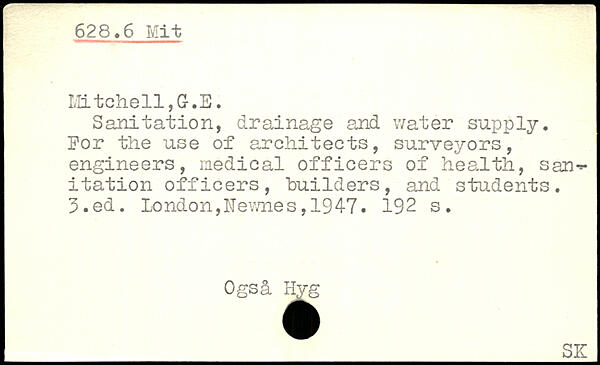 628.6 Mit
Mitchell,G.E.
Sanitation, drainage and water supply.
For the use of architects, surveyors,
engineers, medical officers of health, san-
itation officers, builders, and students.
3.ed. London,Newnes,1947. 192 s.
Også Hyg
SK